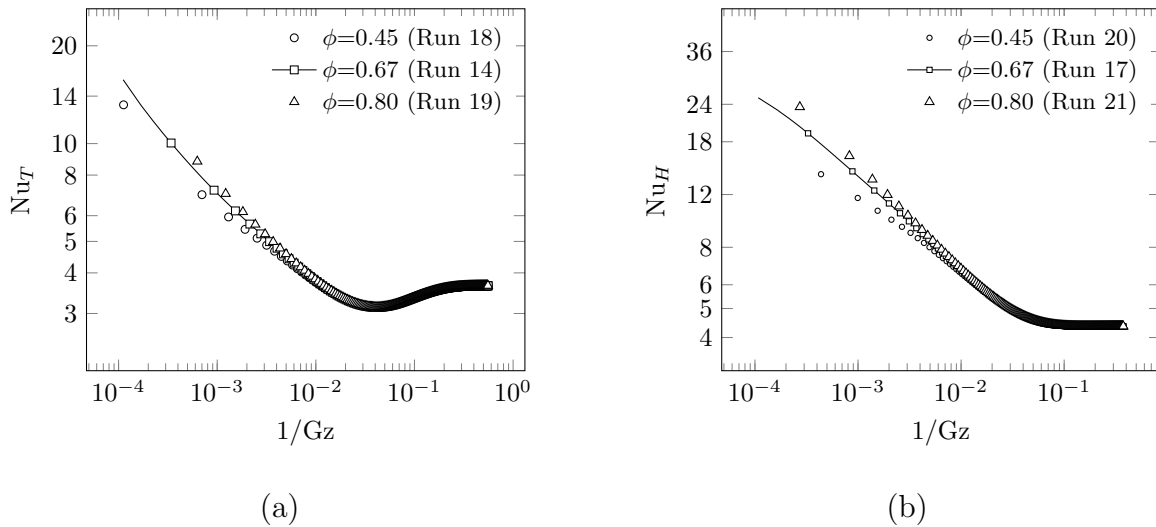 20
14
10
8
6
5
4
3
Nu_T
ϕ=0.45 (Run 18)
ϕ=0.67 (Run 14)
ϕ=0.80 (Run 19)
10^−4 10^−3 10^−2 10^−1 10^0
1/Gz
(a)
36
24
18
12
8
6
5
4
Nu_H
ϕ=0.45 (Run 20)
ϕ=0.67 (Run 17)
ϕ=0.80 (Run 21)
10^−4 10^−3 10^−2 10^−1
1/Gz
(b)